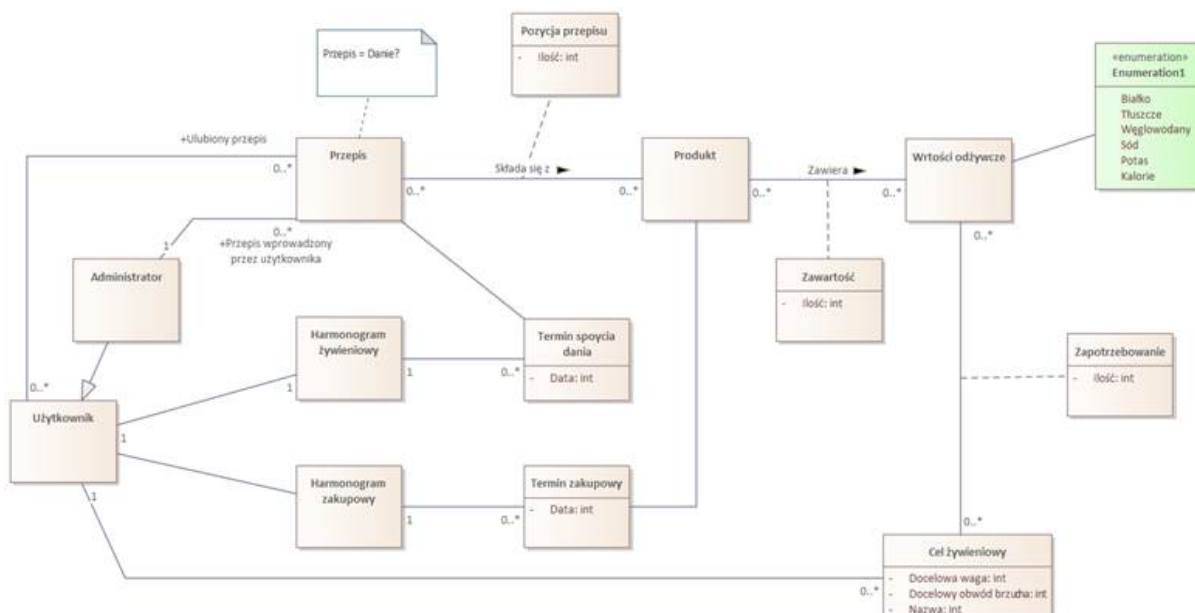 Pozycja przepisu
- Ilość: int
Przepis = Danie?
«enumeration»
Enumeration1
Białko
Tłuszcze
Węglowodany
Sód
Potas
Kalorie
+Ulubiony przepis
0..*
Przepis
0..*
Składa się z
0..*
Produkt
0..*
Zawiera
0..*
Wrtości odżywcze
0..*
1
0..*
+Przepis wprowadzony
przez użytkownika
Administrator
Zawartość
- Ilość: int
Harmonogram
żywieniowy
1
1
0..*
Termin spoycia
dania
- Data: int
Zapotrzebowanie
- Ilość: int
0..*
Użytkownik
1
1
Harmonogram
zakupowy
1
0..*
Termin zakupowy
- Data: int
0..*
0..*
Cel żywieniowy
- Docelowa waga: int
- Docelowy obwód brzucha: int
- Nazwa: int